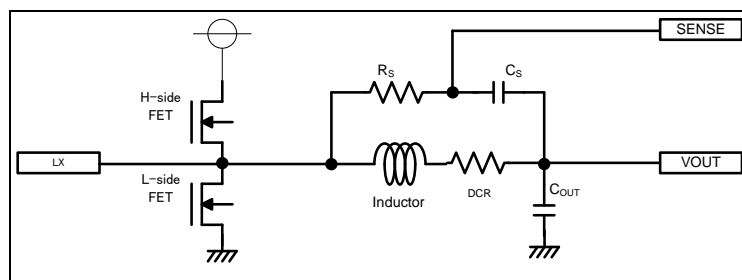 SENSE
RS
CS
H-side
FET
LX
VOUT
L-side
FET
Inductor
DCR
COUT